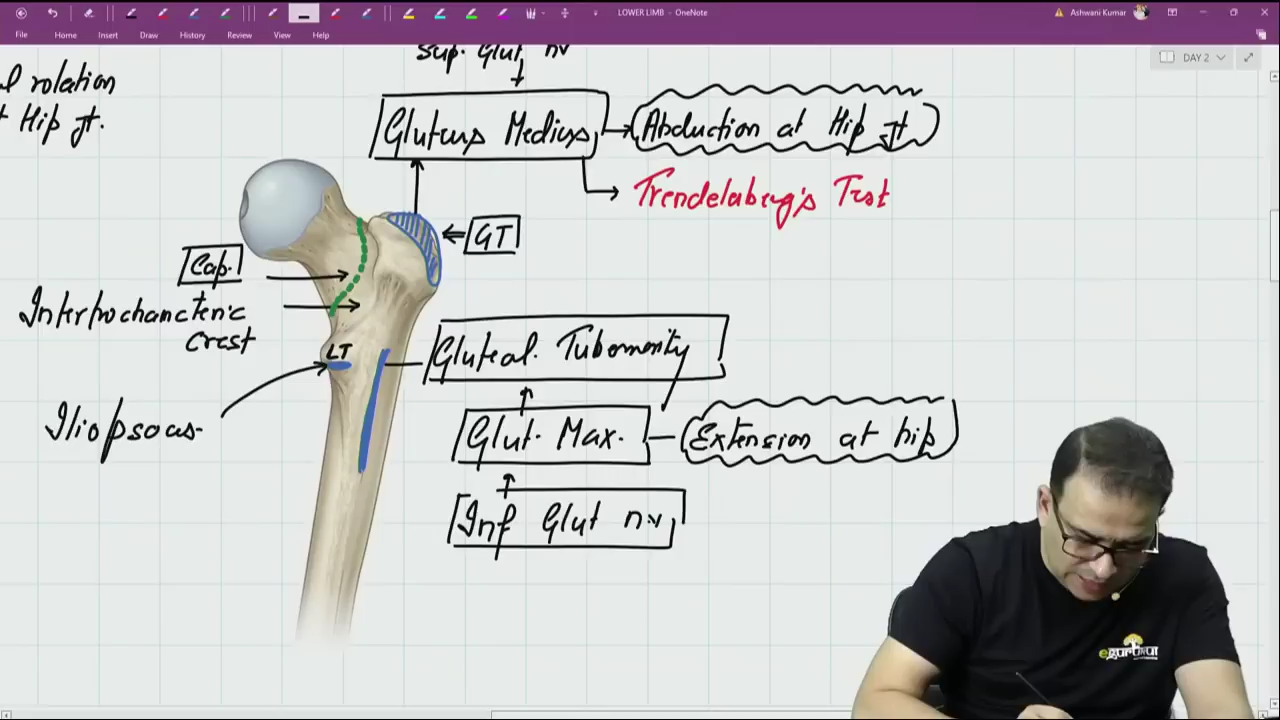 LOWER LIMB - OneNote
Ashwani Kumar
File Home Insert Draw History Review View Help
DAY 2
Sup. Glut nv
l rotation
t Hip Jt.
Gluteus Medius
Abduction at Hip Jt
Trendelaberg's Test
GT
Cap.
Intertrochanteric
crest
LT
Gluteal. Tuberosity
Iliopsoas
Glut. Max.
Extension at hip
Inf Glut nv
egurukul